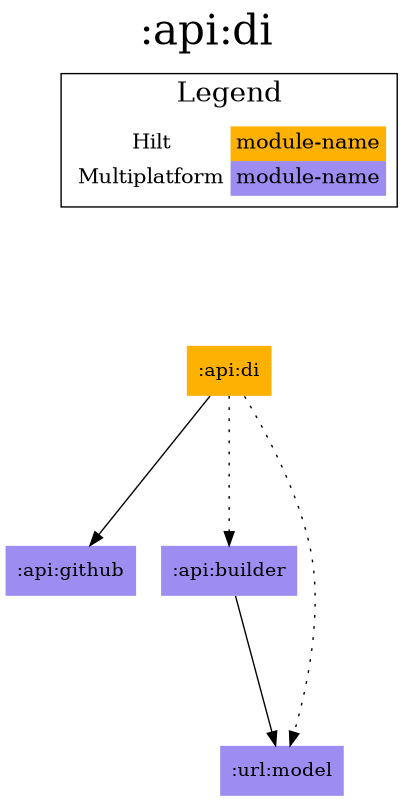 :api:di
Legend
Hilt module-name
Multiplatform module-name
:api:di
:api:github :api:builder
:url:model